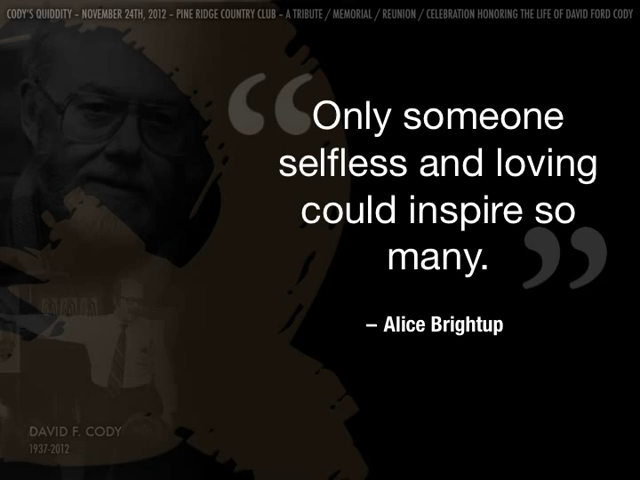 CODY'S QUIDDITY – NOVEMBER 24TH, 2012 – PINE RIDGE COUNTRY CLUB – A TRIBUTE / MEMORIAL / REUNION / CELEBRATION HONORING THE LIFE OF DAVID FORD CODY
“Only someone
selfless and loving
could inspire so
many.”
– Alice Brightup
DAVID F. CODY
1937-2012